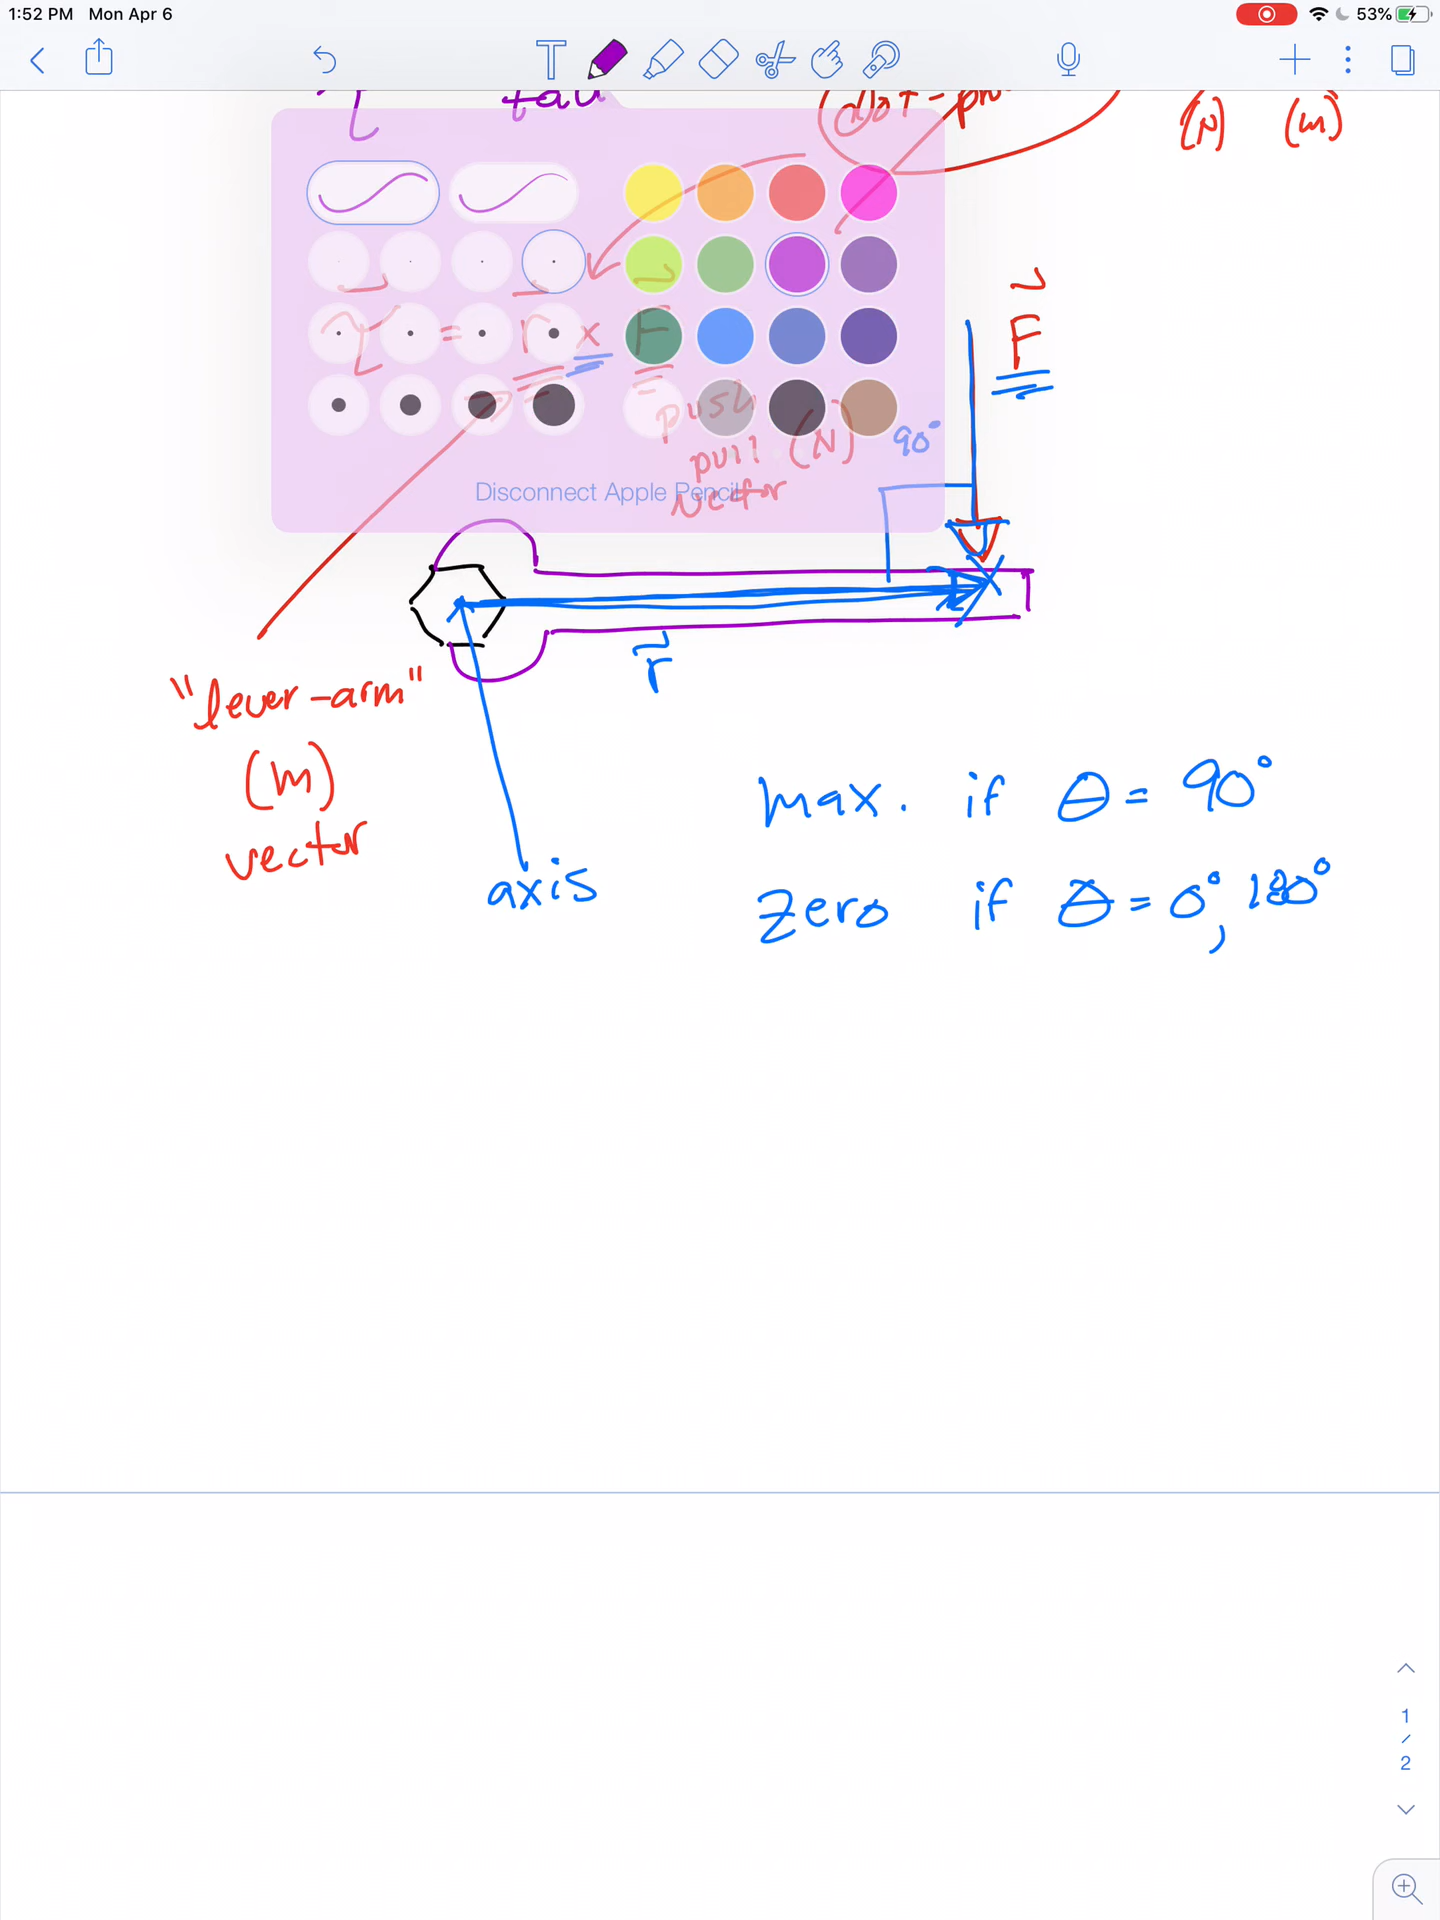 1:52 PM Mon Apr 6
53%
T
τ tau
(N) (m)
τ = r x F
F
push
pull (N)
vector
90°
Disconnect Apple Pencil
r
"lever-arm"
(m)
vector
axis
max. if θ = 90°
zero if θ = 0°, 180°
1
/
2